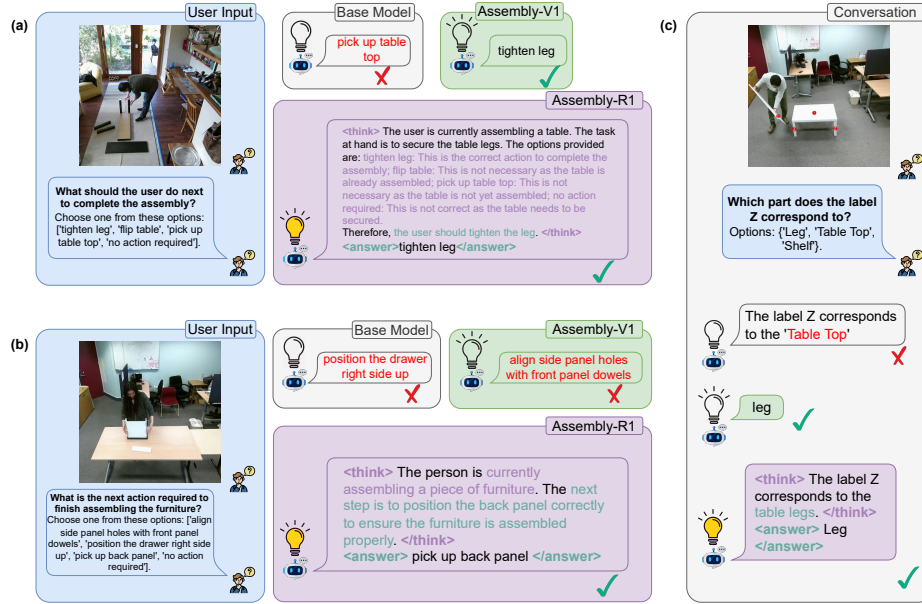 (a)
User Input
What should the user do next
to complete the assembly?
Choose one from these options:
['tighten leg', 'flip table', 'pick up
table top', 'no action required'].
Base Model
pick up table
top
Assembly-V1
tighten leg
Assembly-R1
<think> The user is currently assembling a table. The task
at hand is to secure the table legs. The options provided
are: tighten leg: This is the correct action to complete the
assembly; flip table: This is not necessary as the table is
already assembled; pick up table top: This is not
necessary as the table is not yet assembled; no action
required: This is not correct as the table needs to be
secured.
Therefore, the user should tighten the leg. </think>
<answer>tighten leg</answer>
(b)
User Input
What is the next action required to
finish assembling the furniture?
Choose one from these options: ['align
side panel holes with front panel
dowels', 'position the drawer right side
up', 'pick up back panel', 'no action
required'].
Base Model
position the drawer
right side up
Assembly-V1
align side panel holes
with front panel dowels
Assembly-R1
<think> The person is currently
assembling a piece of furniture. The next
step is to position the back panel correctly
to ensure the furniture is assembled
properly. </think>
<answer> pick up back panel </answer>
(c)
Conversation
Which part does the label
Z correspond to?
Options: {'Leg', 'Table Top',
'Shelf'}.
The label Z corresponds
to the 'Table Top'
leg
<think> The label Z
corresponds to the
table legs. </think>
<answer> Leg
</answer>